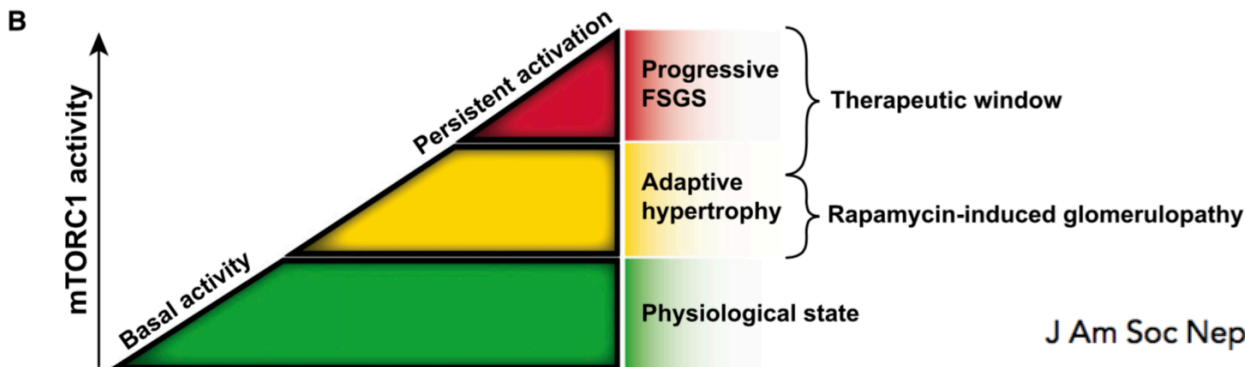 B
mTORC1 activity
Basal activity
Persistent activation
Progressive
FSGS
Therapeutic window
Adaptive
hypertrophy
Rapamycin-induced glomerulopathy
Physiological state
J Am Soc Nep